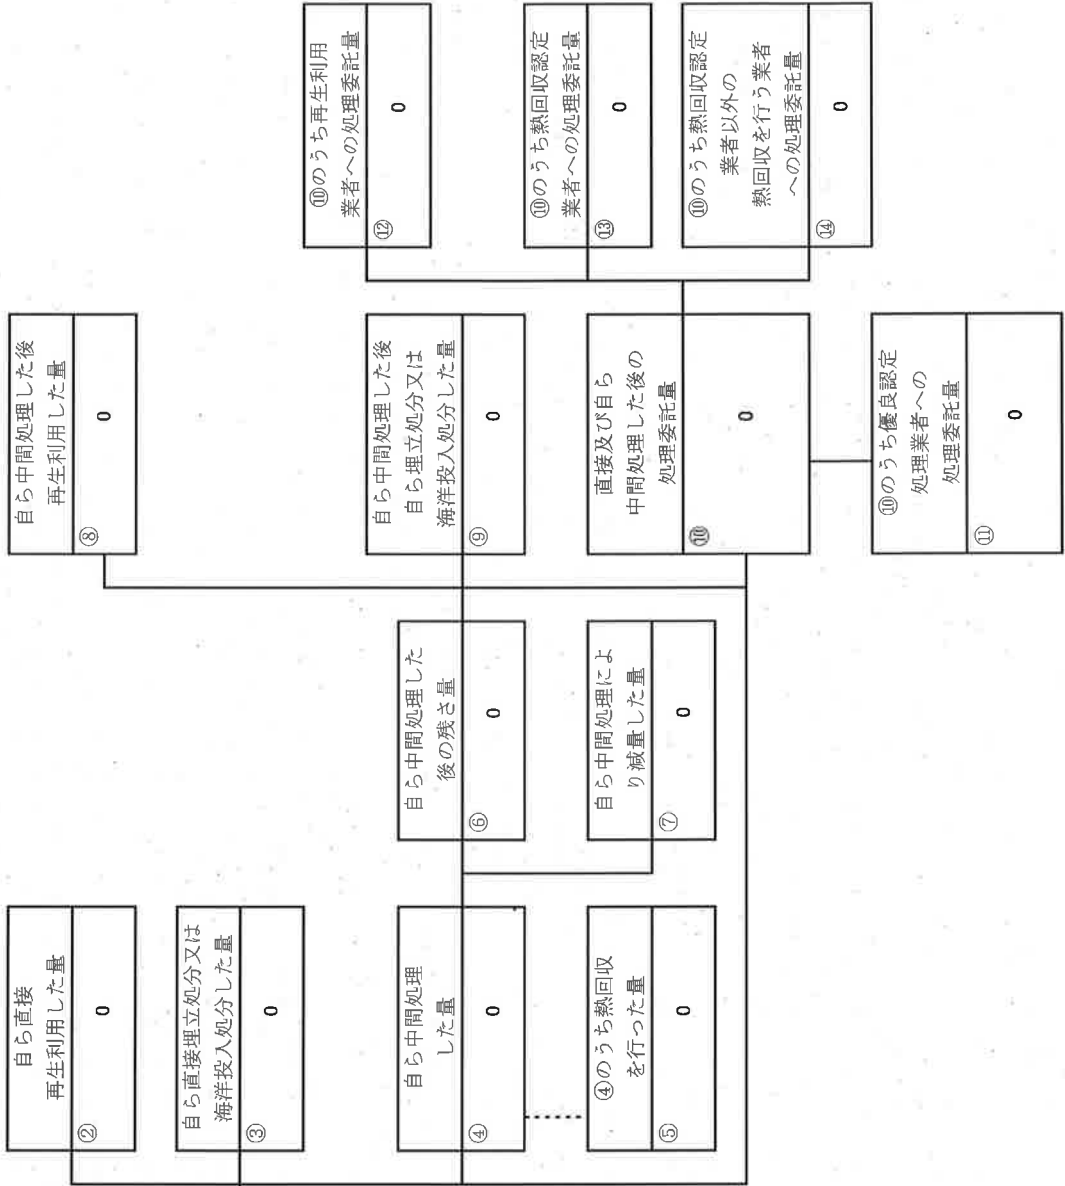 自ら直接
再生利用した量
②
0
自ら直接埋立処分又は
海洋投入処分した量
③
0
自ら中間処理
した量
④
0
④のうち熱回収
を行った量
⑤
0
自ら中間処理した
後の残さ量
⑥
0
自ら中間処理によ
り減量した量
⑦
0
自ら中間処理した後
再生利用した量
⑧
0
自ら中間処理した後
自ら埋立処分又は
海洋投入処分した量
⑨
0
直接及び自ら
中間処理した後の
処理委託量
⑩
0
⑩のうち優良認定
処理業者への
処理委託量
⑪
0
⑩のうち再生利用
業者への処理委託量
⑫
0
⑩のうち熱回収認定
業者への処理委託量
⑬
0
⑩のうち熱回収認定
業者以外の
熱回収を行う業者
への処理委託量
⑭
0